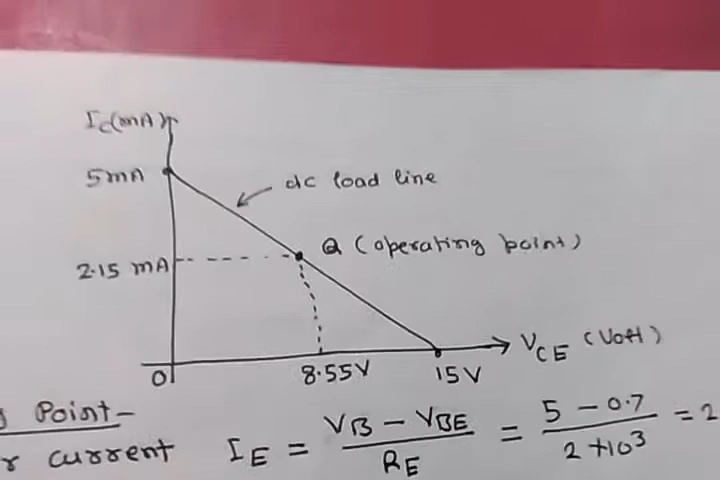 Ic(mA)
5mA
dc load line
Q (operating point)
2.15 mA
VCE (Volt)
0
8.55V
15V
Point-
current IE = VB - VBE / RE = 5 - 0.7 / 2 * 10³ = 2